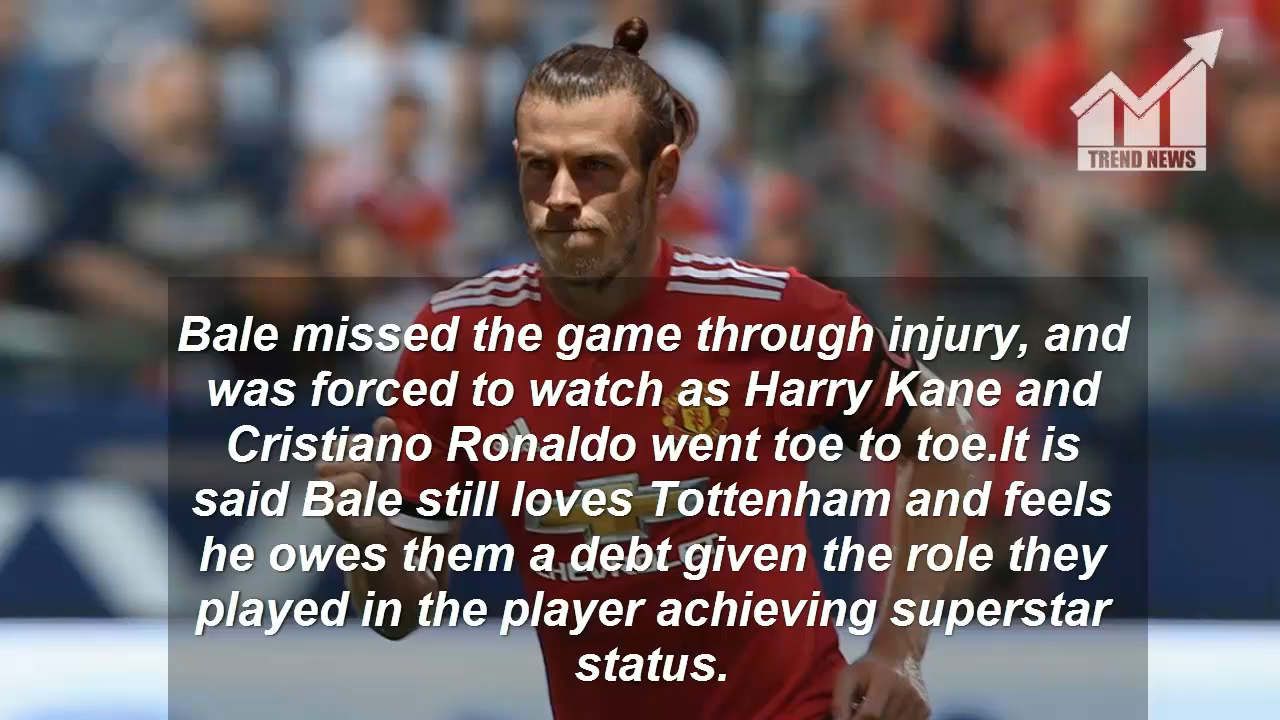 TREND NEWS
Bale missed the game through injury, and
was forced to watch as Harry Kane and
Cristiano Ronaldo went toe to toe.It is
said Bale still loves Tottenham and feels
he owes them a debt given the role they
played in the player achieving superstar
status.
CHEVROLET